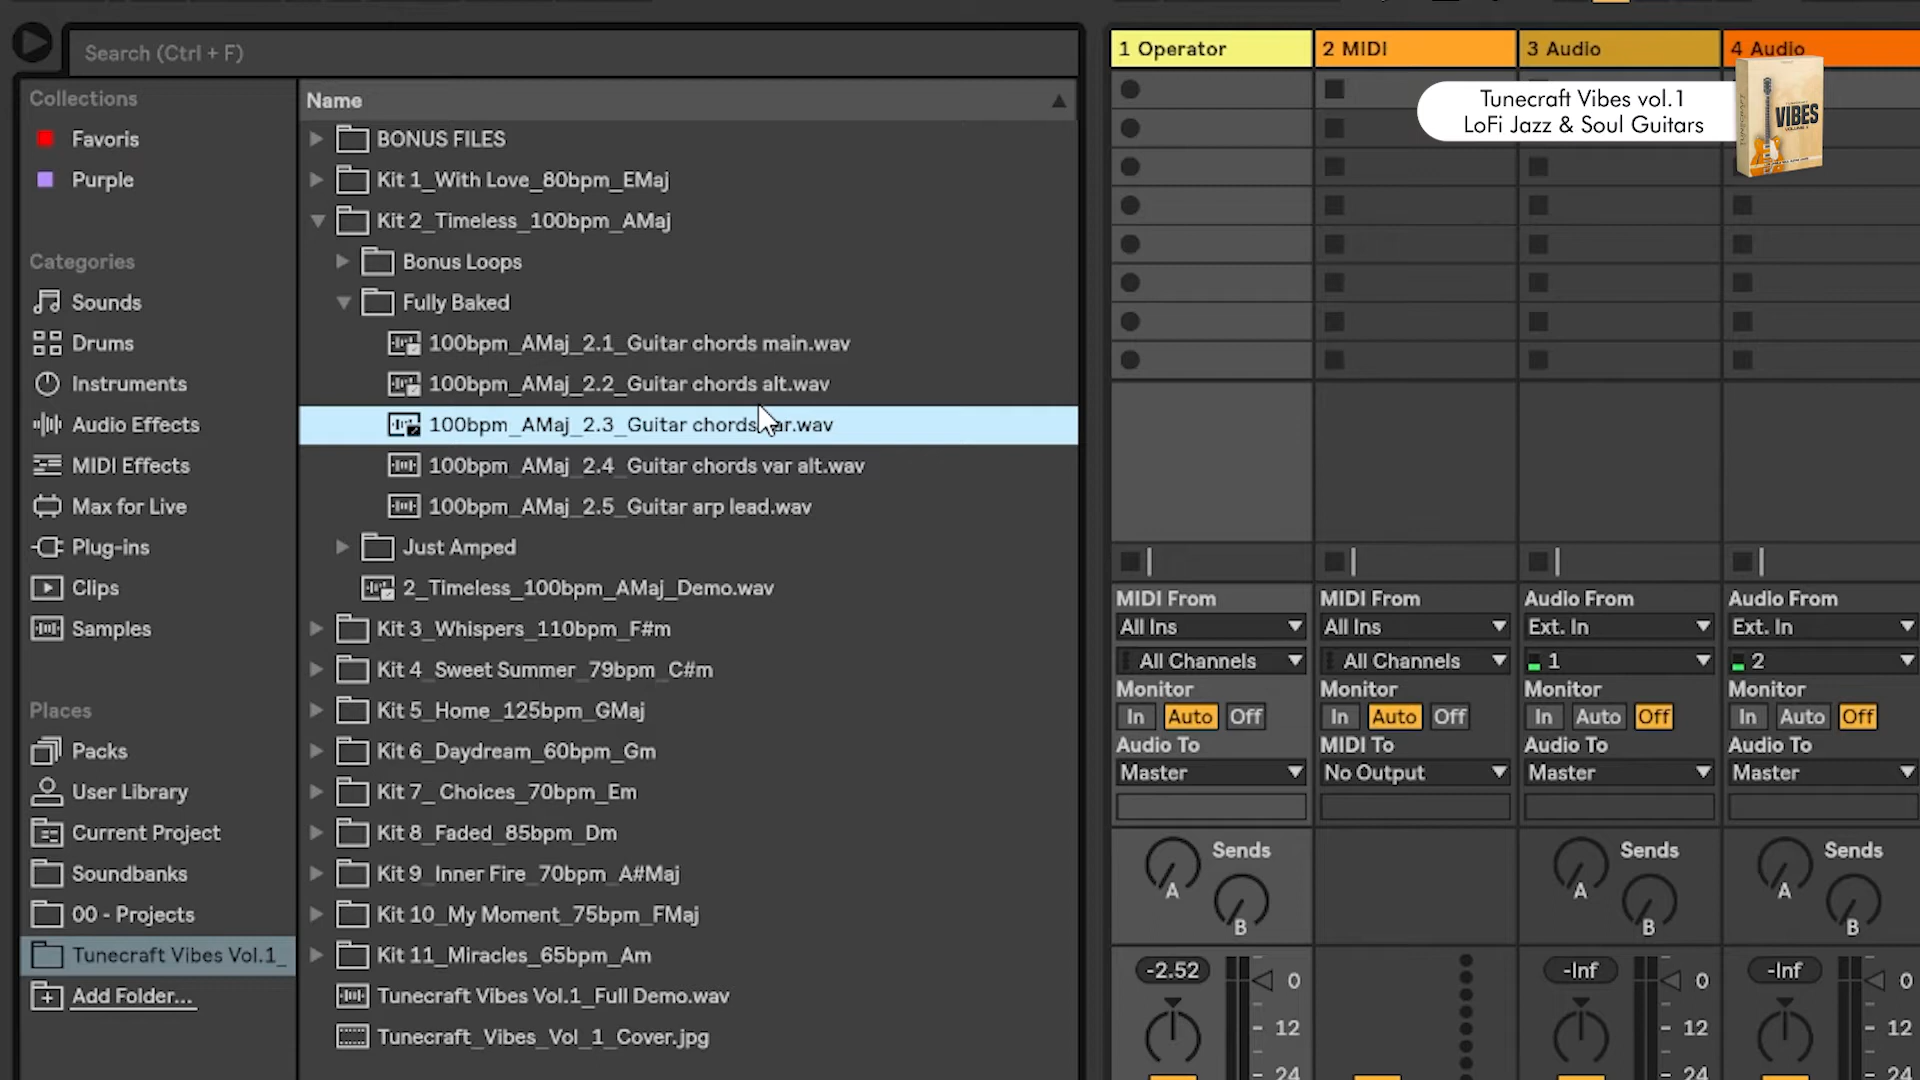 Search (Ctrl + F)
Collections
Favoris
Purple
Categories
Sounds
Drums
Instruments
Audio Effects
MIDI Effects
Max for Live
Plug-ins
Clips
Samples
Places
Packs
User Library
Current Project
Soundbanks
00 - Projects
Tunecraft Vibes Vol.1_
Add Folder...
Name
BONUS FILES
Kit 1_With Love_80bpm_EMaj
Kit 2_Timeless_100bpm_AMaj
Bonus Loops
Fully Baked
100bpm_AMaj_2.1_Guitar chords main.wav
100bpm_AMaj_2.2_Guitar chords alt.wav
100bpm_AMaj_2.3_Guitar chords ar.wav
100bpm_AMaj_2.4_Guitar chords var alt.wav
100bpm_AMaj_2.5_Guitar arp lead.wav
Just Amped
2_Timeless_100bpm_AMaj_Demo.wav
Kit 3_Whispers_110bpm_F#m
Kit 4_Sweet Summer_79bpm_C#m
Kit 5_Home_125bpm_GMaj
Kit 6_Daydream_60bpm_Gm
Kit 7_ Choices_70bpm_Em
Kit 8_Faded_85bpm_Dm
Kit 9_Inner Fire_70bpm_A#Maj
Kit 10_My Moment_75bpm_FMaj
Kit 11_Miracles_65bpm_Am
Tunecraft Vibes Vol.1_Full Demo.wav
Tunecraft_Vibes_Vol_1_Cover.jpg
1 Operator 2 MIDI 3 Audio 4 Audio
Tunecraft Vibes vol.1
LoFi Jazz & Soul Guitars
VIBES
MIDI From MIDI From Audio From Audio From
All Ins All Ins Ext. In Ext. In
All Channels All Channels 1 2
Monitor Monitor Monitor Monitor
In Auto Off In Auto Off In Auto Off In Auto Off
Audio To MIDI To Audio To Audio To
Master No Output Master Master
Sends Sends Sends
A A A
B B B
-2.52 0 -Inf 0 -Inf 0
12 12 12
24 24 24